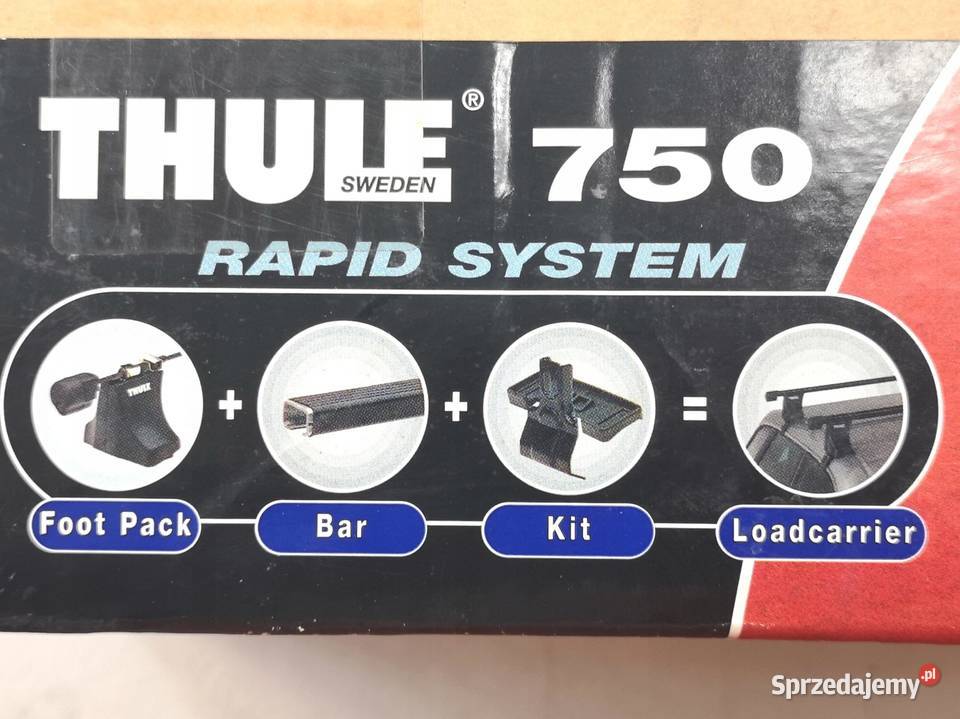 THULE® 750
SWEDEN
RAPID SYSTEM
THULE
+ + =
Foot Pack Bar Kit Loadcarrier
Sprzedajemy.pl